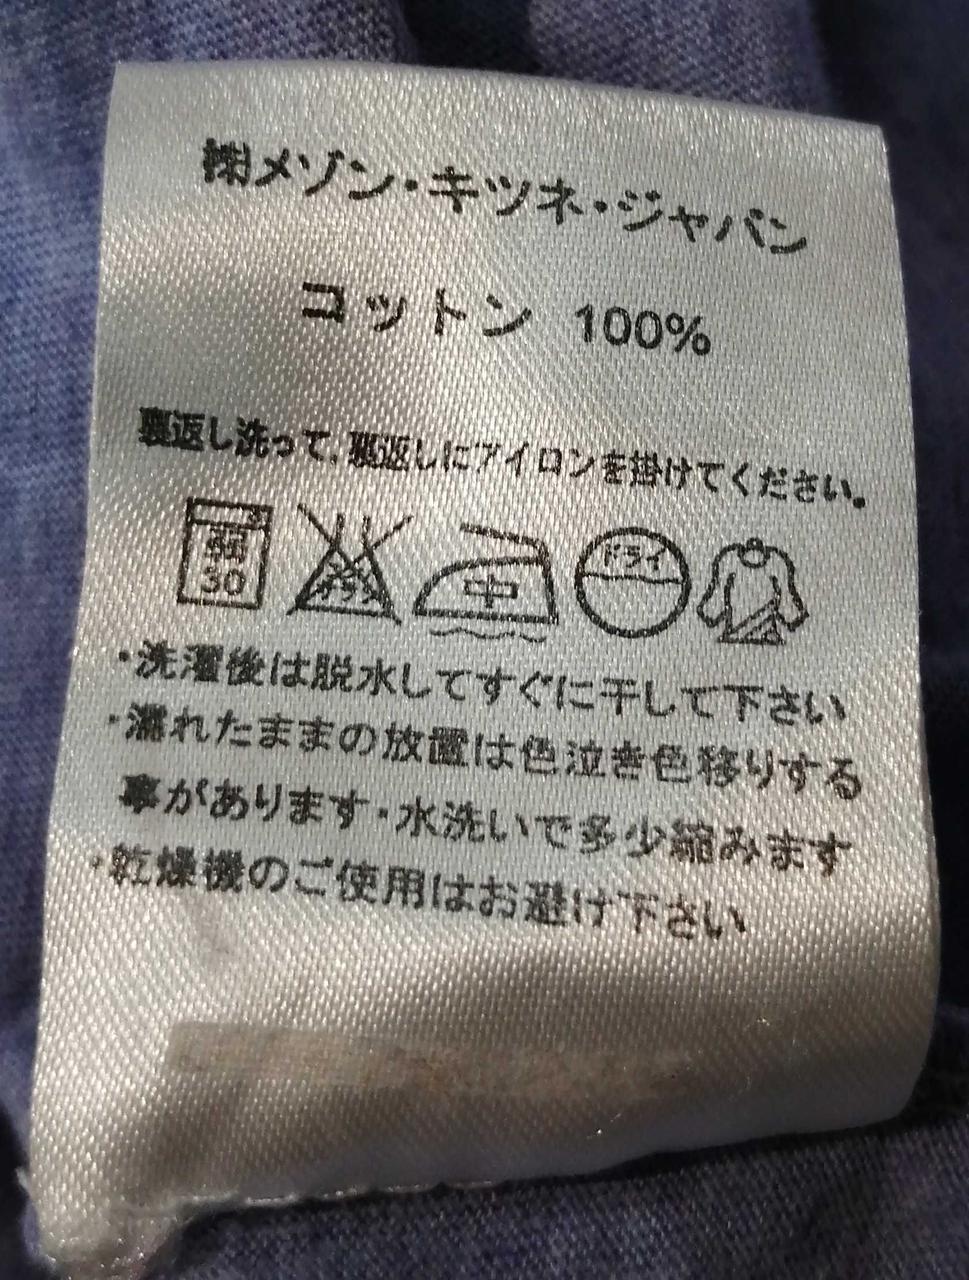 ㈱メゾン・キツネ・ジャパン
コットン 100%
裏返し洗って、裏返しにアイロンを掛けてください。
弱 30 中 ドライ
・洗濯後は脱水してすぐに干して下さい
・濡れたままの放置は色泣き色移りする
事があります・水洗いで多少縮みます
・乾燥機のご使用はお避け下さい